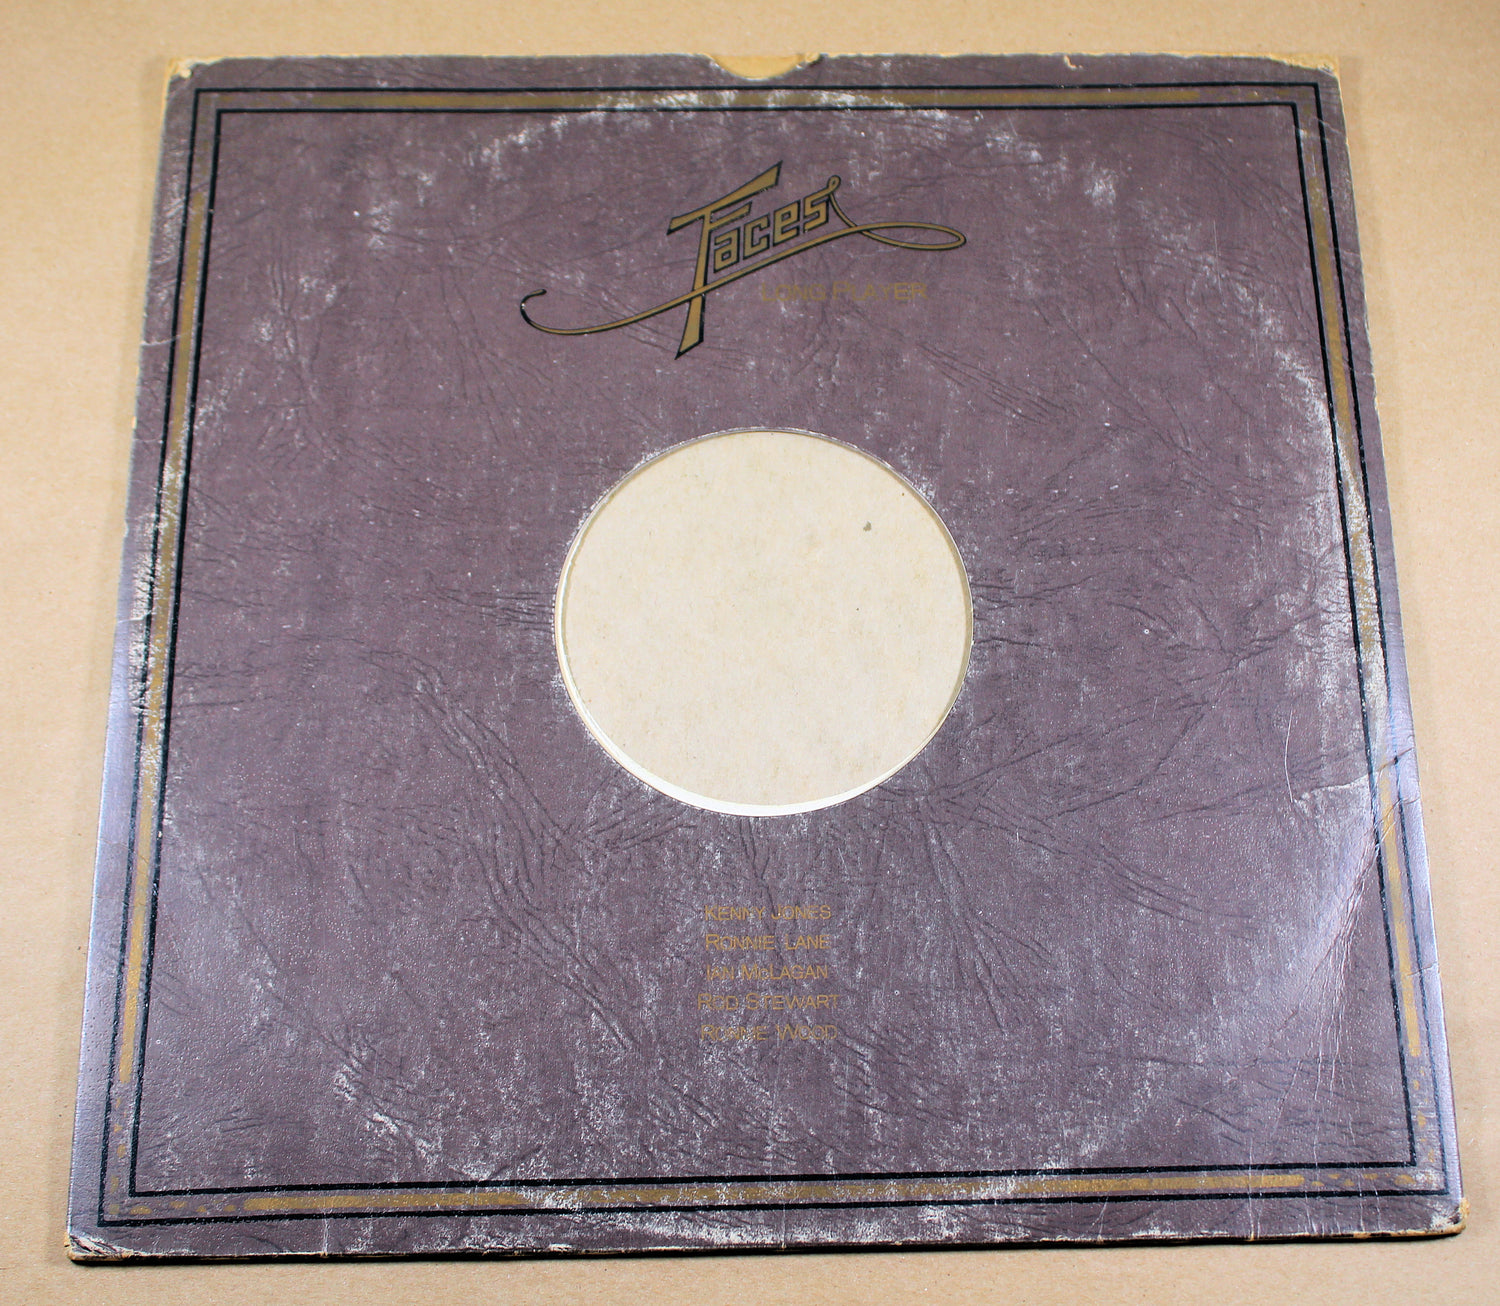 Faces
LONG PLAYER
KENNY JONES
RONNIE LANE
IAN McLAGAN
ROD STEWART
RONNIE WOOD